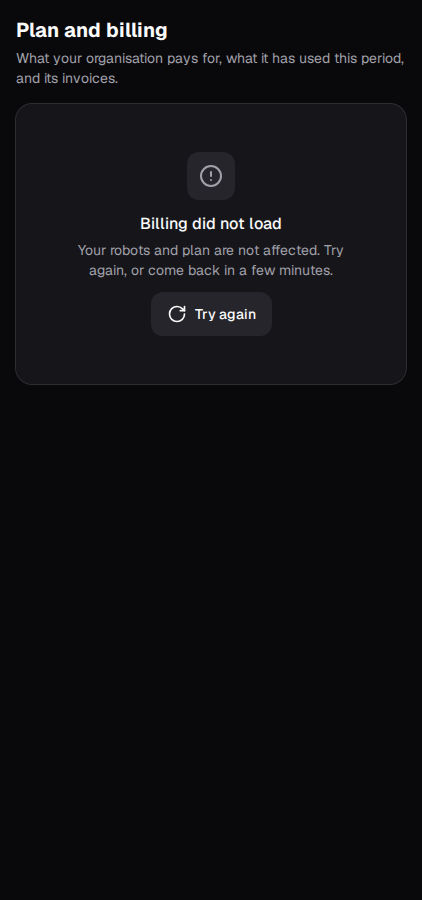 Plan and billing
What your organisation pays for, what it has used this period,
and its invoices.
Billing did not load
Your robots and plan are not affected. Try
again, or come back in a few minutes.
Try again